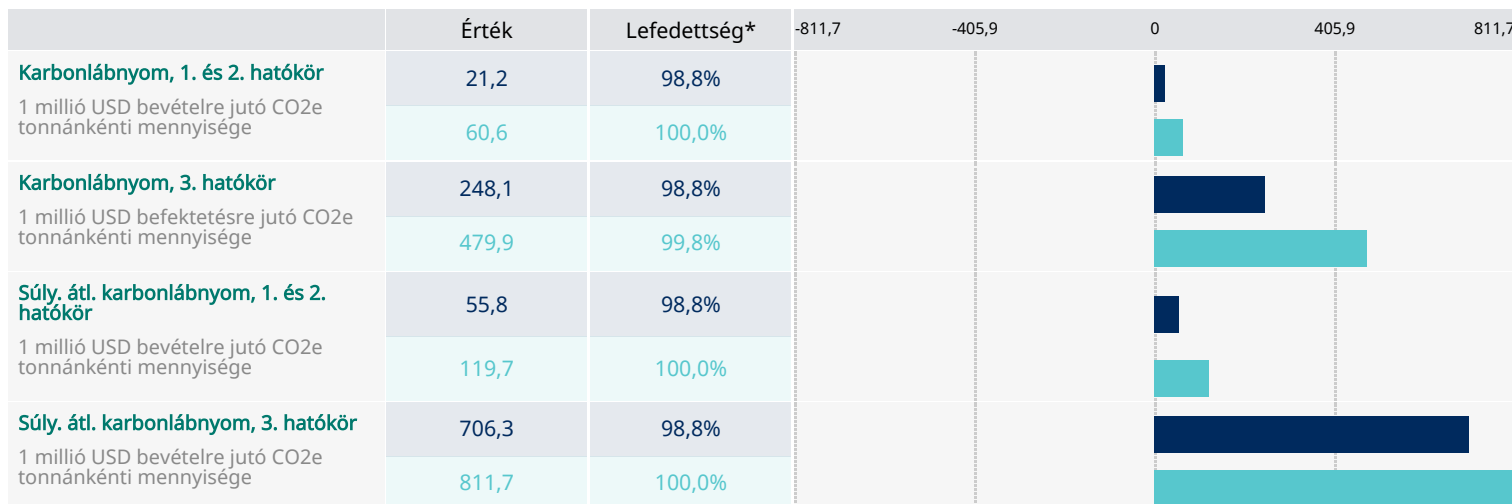 Érték Lefedettség* -811,7 -405,9 0 405,9 811,7
Karbonlábnyom, 1. és 2. hatókör
1 millió USD bevételre jutó CO2e
tonnánkénti mennyisége
21,2 98,8%
60,6 100,0%
Karbonlábnyom, 3. hatókör
1 millió USD befektetésre jutó CO2e
tonnánkénti mennyisége
248,1 98,8%
479,9 99,8%
Súly. átl. karbonlábnyom, 1. és 2.
hatókör
1 millió USD bevételre jutó CO2e
tonnánkénti mennyisége
55,8 98,8%
119,7 100,0%
Súly. átl. karbonlábnyom, 3. hatókör
1 millió USD bevételre jutó CO2e
tonnánkénti mennyisége
706,3 98,8%
811,7 100,0%